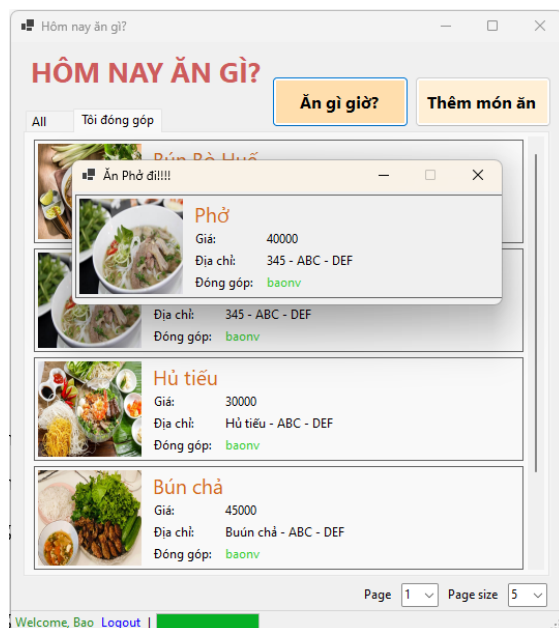 Hôm nay ăn gì?
HÔM NAY ĂN GÌ?
Ăn gì giờ?
Thêm món ăn
All
Tôi đóng góp
Bún Bò Huế
Ăn Phở đi!!!!
Phở
Giá: 40000
Địa chỉ: 345 - ABC - DEF
Đóng góp: baonv
Địa chỉ: 345 - ABC - DEF
Đóng góp: baonv
Hủ tiếu
Giá: 30000
Địa chỉ: Hủ tiếu - ABC - DEF
Đóng góp: baonv
Bún chả
Giá: 45000
Địa chỉ: Buún chả - ABC - DEF
Đóng góp: baonv
Page 1 Page size 5
Welcome, Bao Logout |